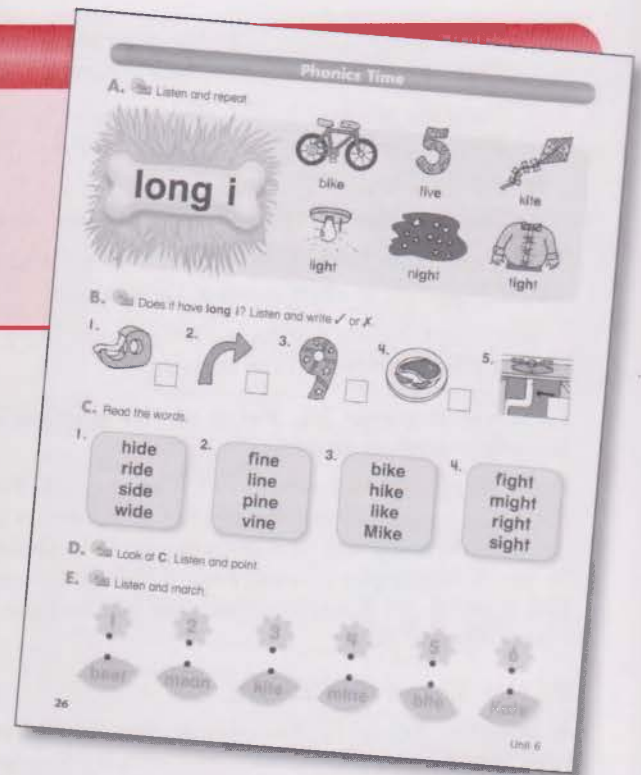 Phonics Time
A. Listen and repeat.
long i
bike
five
kite
light
night
tight
B. Does it have long i? Listen and write ✓ or ✗.
1.
2.
3.
4.
5.
C. Read the words.
1.
hide
ride
side
wide
2.
fine
line
pine
vine
3.
bike
hike
like
Mike
4.
fight
might
right
sight
D. Look at C. Listen and point.
E. Listen and match.
1 2 3 4 5 6
mean kite mine bite
26
Unit 6